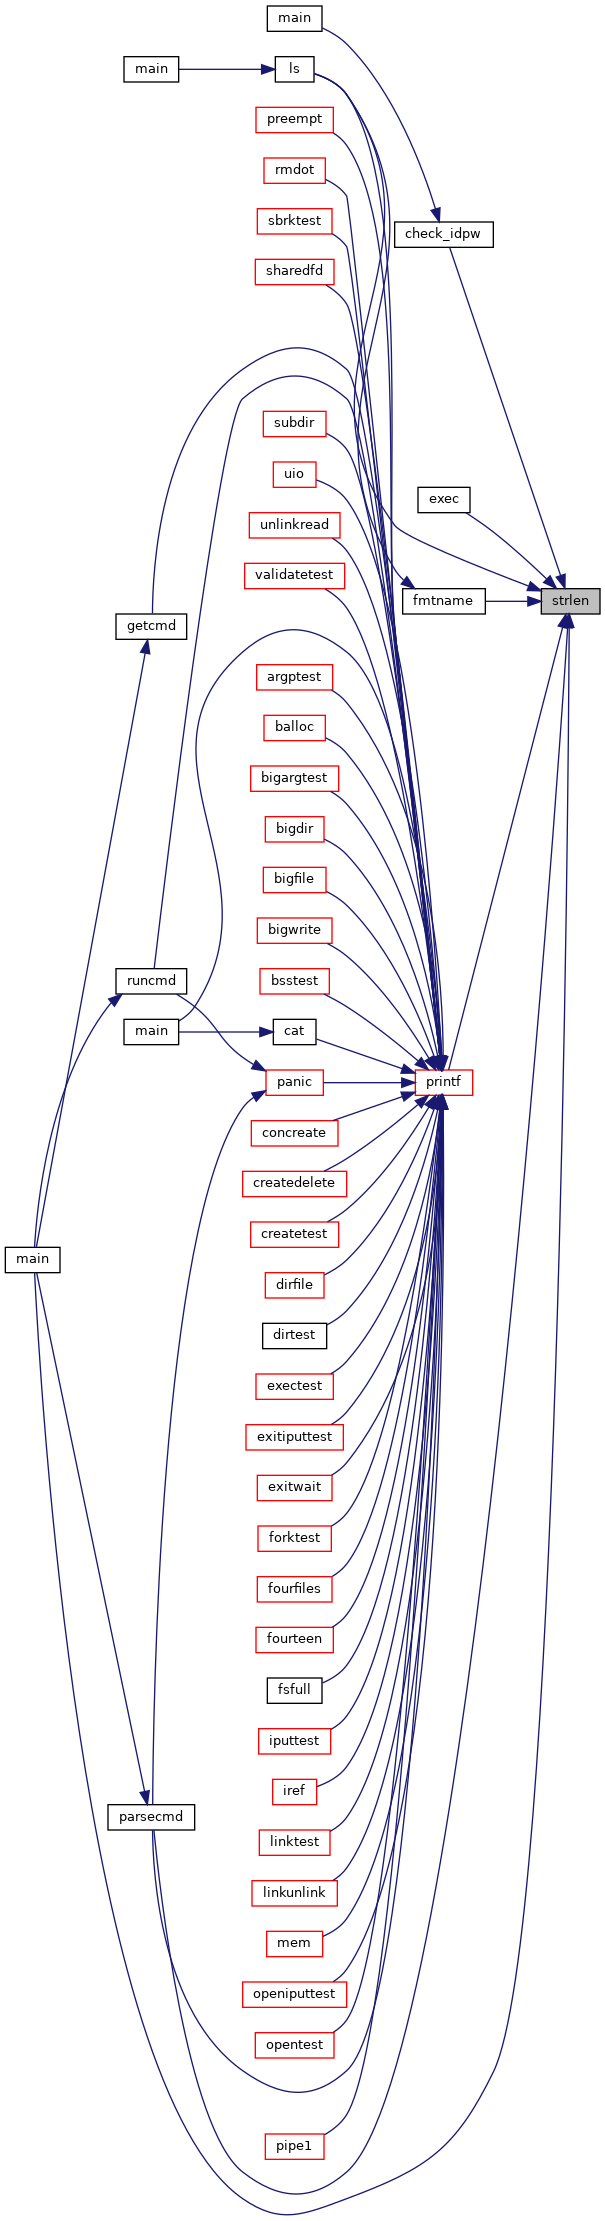 main
main
ls
preempt
rmdot
sbrktest
check_idpw
sharedfd
subdir
uio
exec
unlinkread
validatetest
fmtname
strlen
getcmd
argptest
balloc
bigargtest
bigdir
bigfile
bigwrite
runcmd
bsstest
main
cat
panic
printf
concreate
createdelete
createtest
main
dirfile
dirtest
exectest
exitiputtest
exitwait
forktest
fourfiles
fourteen
fsfull
iputtest
iref
parsecmd
linktest
linkunlink
mem
openiputtest
opentest
pipe1